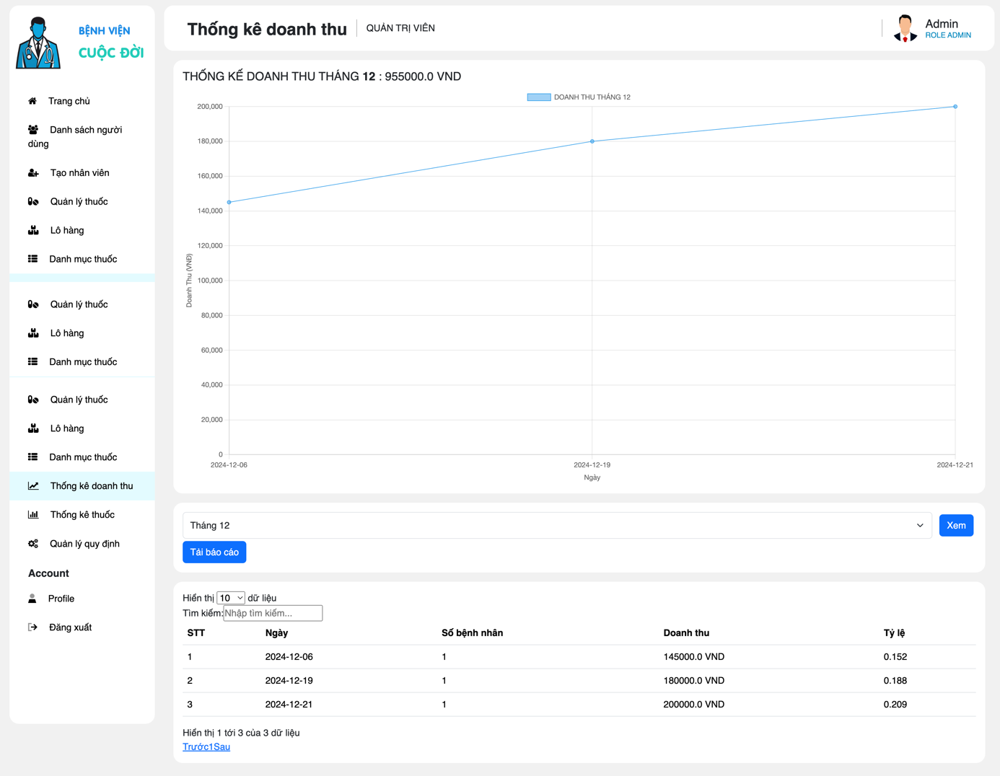 BỆNH VIỆN
CUỘC ĐỜI
Trang chủ
Danh sách người
dùng
Tạo nhân viên
Quản lý thuốc
Lô hàng
Danh mục thuốc
Quản lý thuốc
Lô hàng
Danh mục thuốc
Quản lý thuốc
Lô hàng
Danh mục thuốc
Thống kê doanh thu
Thống kê thuốc
Quản lý quy định
Account
Profile
Đăng xuất
Thống kê doanh thu
QUẢN TRỊ VIÊN
Admin
ROLE ADMIN
THỐNG KẾ DOANH THU THÁNG 12 : 955000.0 VND
DOANH THU THÁNG 12
200,000
180,000
160,000
140,000
120,000
100,000
80,000
60,000
40,000
20,000
0
Doanh Thu (VNĐ)
2024-12-06 2024-12-19 2024-12-21
Ngày
Tháng 12
Xem
Tải báo cáo
Hiển thị 10 dữ liệu
Tìm kiếm: Nhập tìm kiếm...
STT Ngày Số bệnh nhân Doanh thu Tỷ lệ
1 2024-12-06 1 145000.0 VND 0.152
2 2024-12-19 1 180000.0 VND 0.188
3 2024-12-21 1 200000.0 VND 0.209
Hiển thị 1 tới 3 của 3 dữ liệu
Trước1Sau